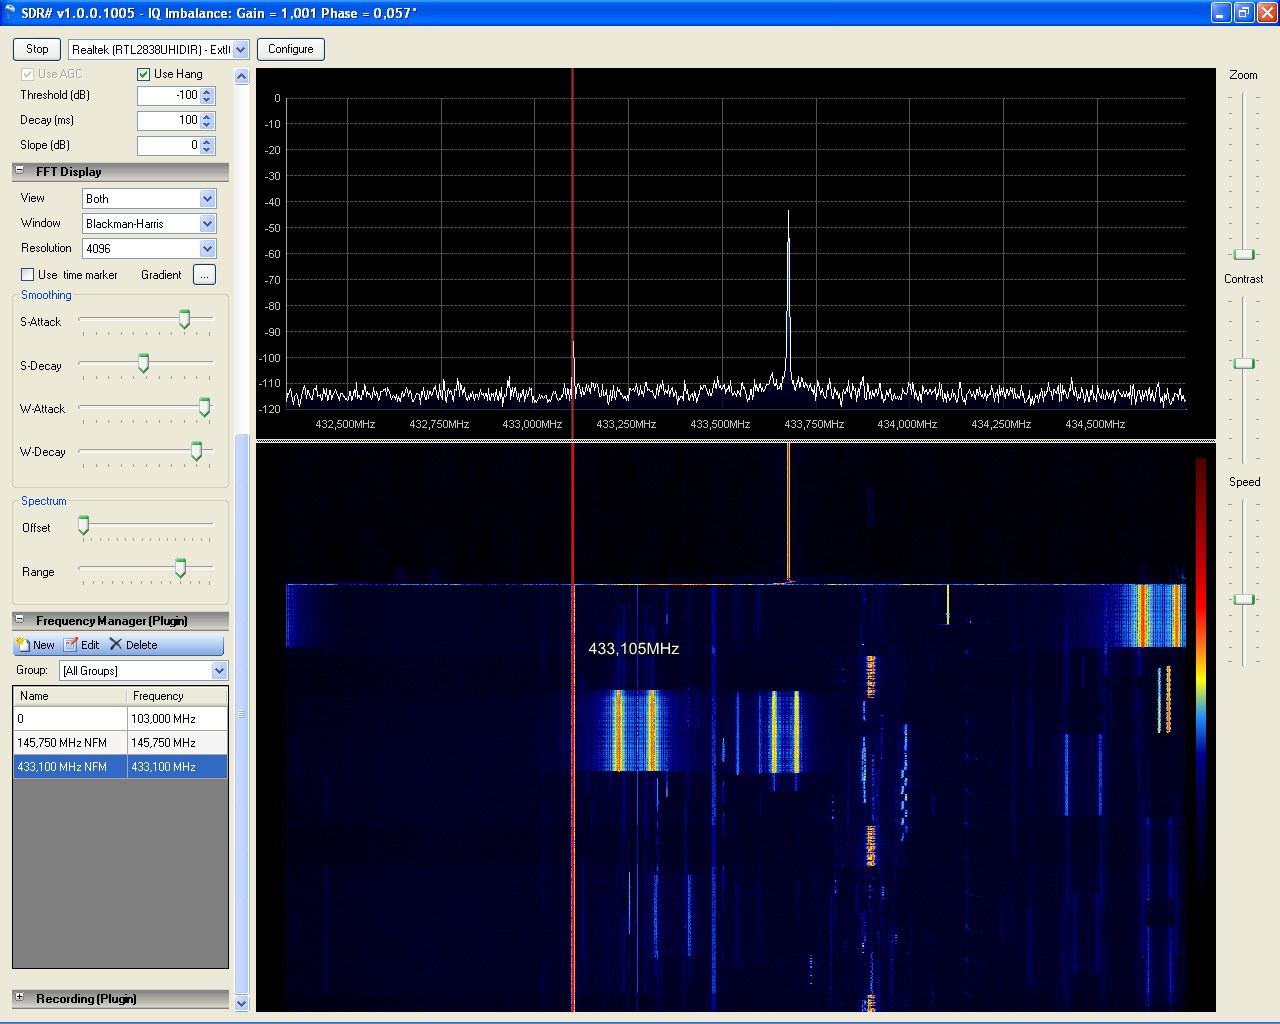 SDR# v1.0.0.1005 - IQ Imbalance: Gain = 1,001 Phase = 0,057°
Stop
Realtek (RTL2838UHIDIR) - ExtI
Configure
Use AGC
Use Hang
Threshold (dB)
-100
Decay (ms)
100
Slope (dB)
0
FFT Display
View
Both
Window
Blackman-Harris
Resolution
4096
Use time marker
Gradient
...
Smoothing
S-Attack
S-Decay
W-Attack
W-Decay
Spectrum
Offset
Range
Frequency Manager (Plugin)
New
Edit
Delete
Group:
[All Groups]
Name Frequency
0 103,000 MHz
145,750 MHz NFM 145,750 MHz
433,100 MHz NFM 433,100 MHz
Recording (Plugin)
0
-10
-20
-30
-40
-50
-60
-70
-80
-90
-100
-110
-120
432,500MHz
432,750MHz
433,000MHz
433,250MHz
433,500MHz
433,750MHz
434,000MHz
434,250MHz
434,500MHz
433,105MHz
Zoom
Contrast
Speed